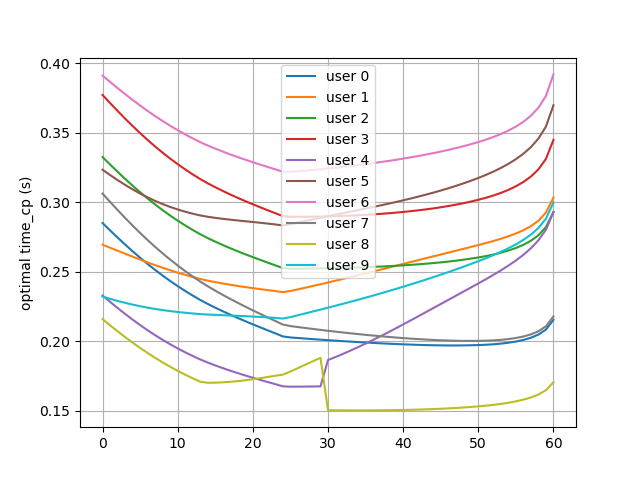 0.40
0.35
0.30
0.25
0.20
0.15
optimal time_cp (s)
user 0
user 1
user 2
user 3
user 4
user 5
user 6
user 7
user 8
user 9
0 10 20 30 40 50 60